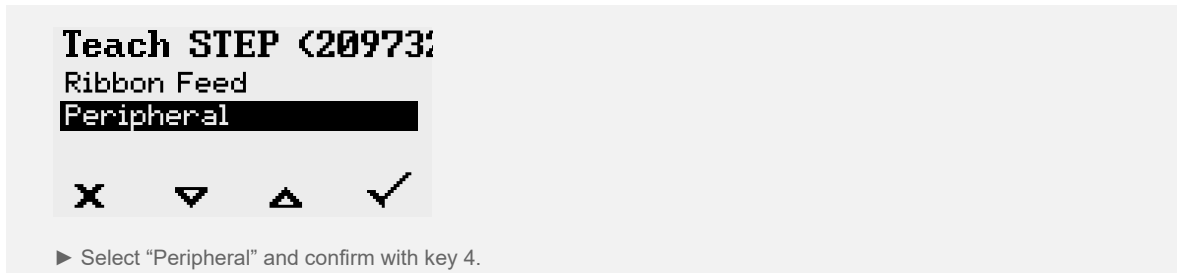 Teach STEP (20973
Ribbon Feed
Peripheral
► Select “Peripheral” and confirm with key 4.